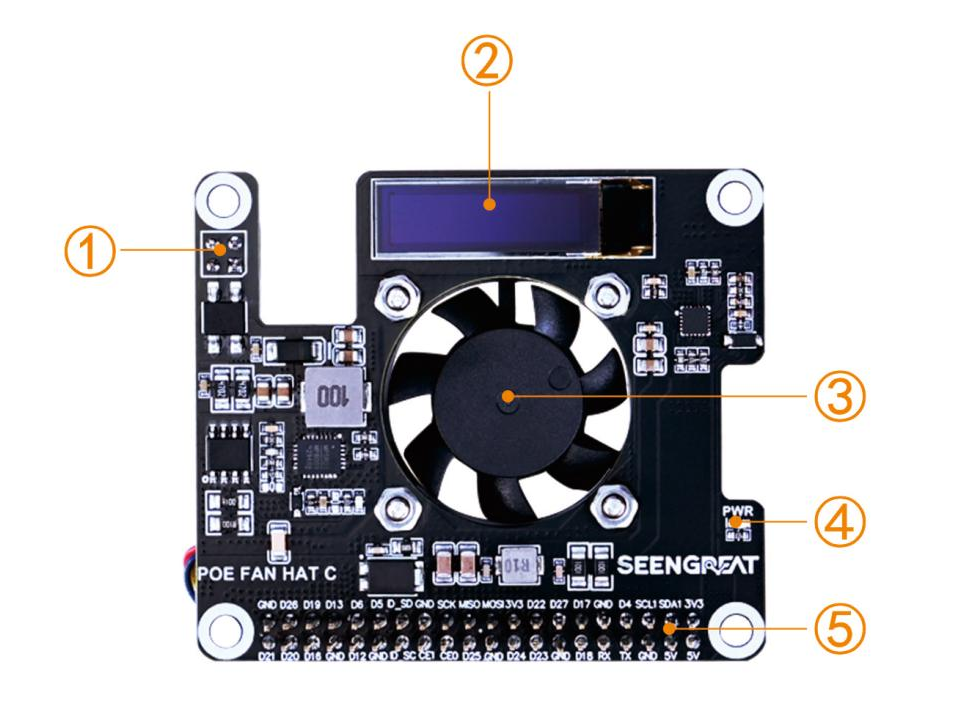 ②
①
100
③
④
PWR
R10
SEENGREAT
POE FAN HAT C
GND D26 D19 D13 D6 D5 ID_SD GND SCK MISO MOSI 3V3 D22 D27 D17 GND D4 SCL1 SDA1 3V3
⑤
D21 D20 D16 GND D12 GND ID_SC CE1 CE0 D25 GND D24 D23 GND D18 RX TX GND 5V 5V